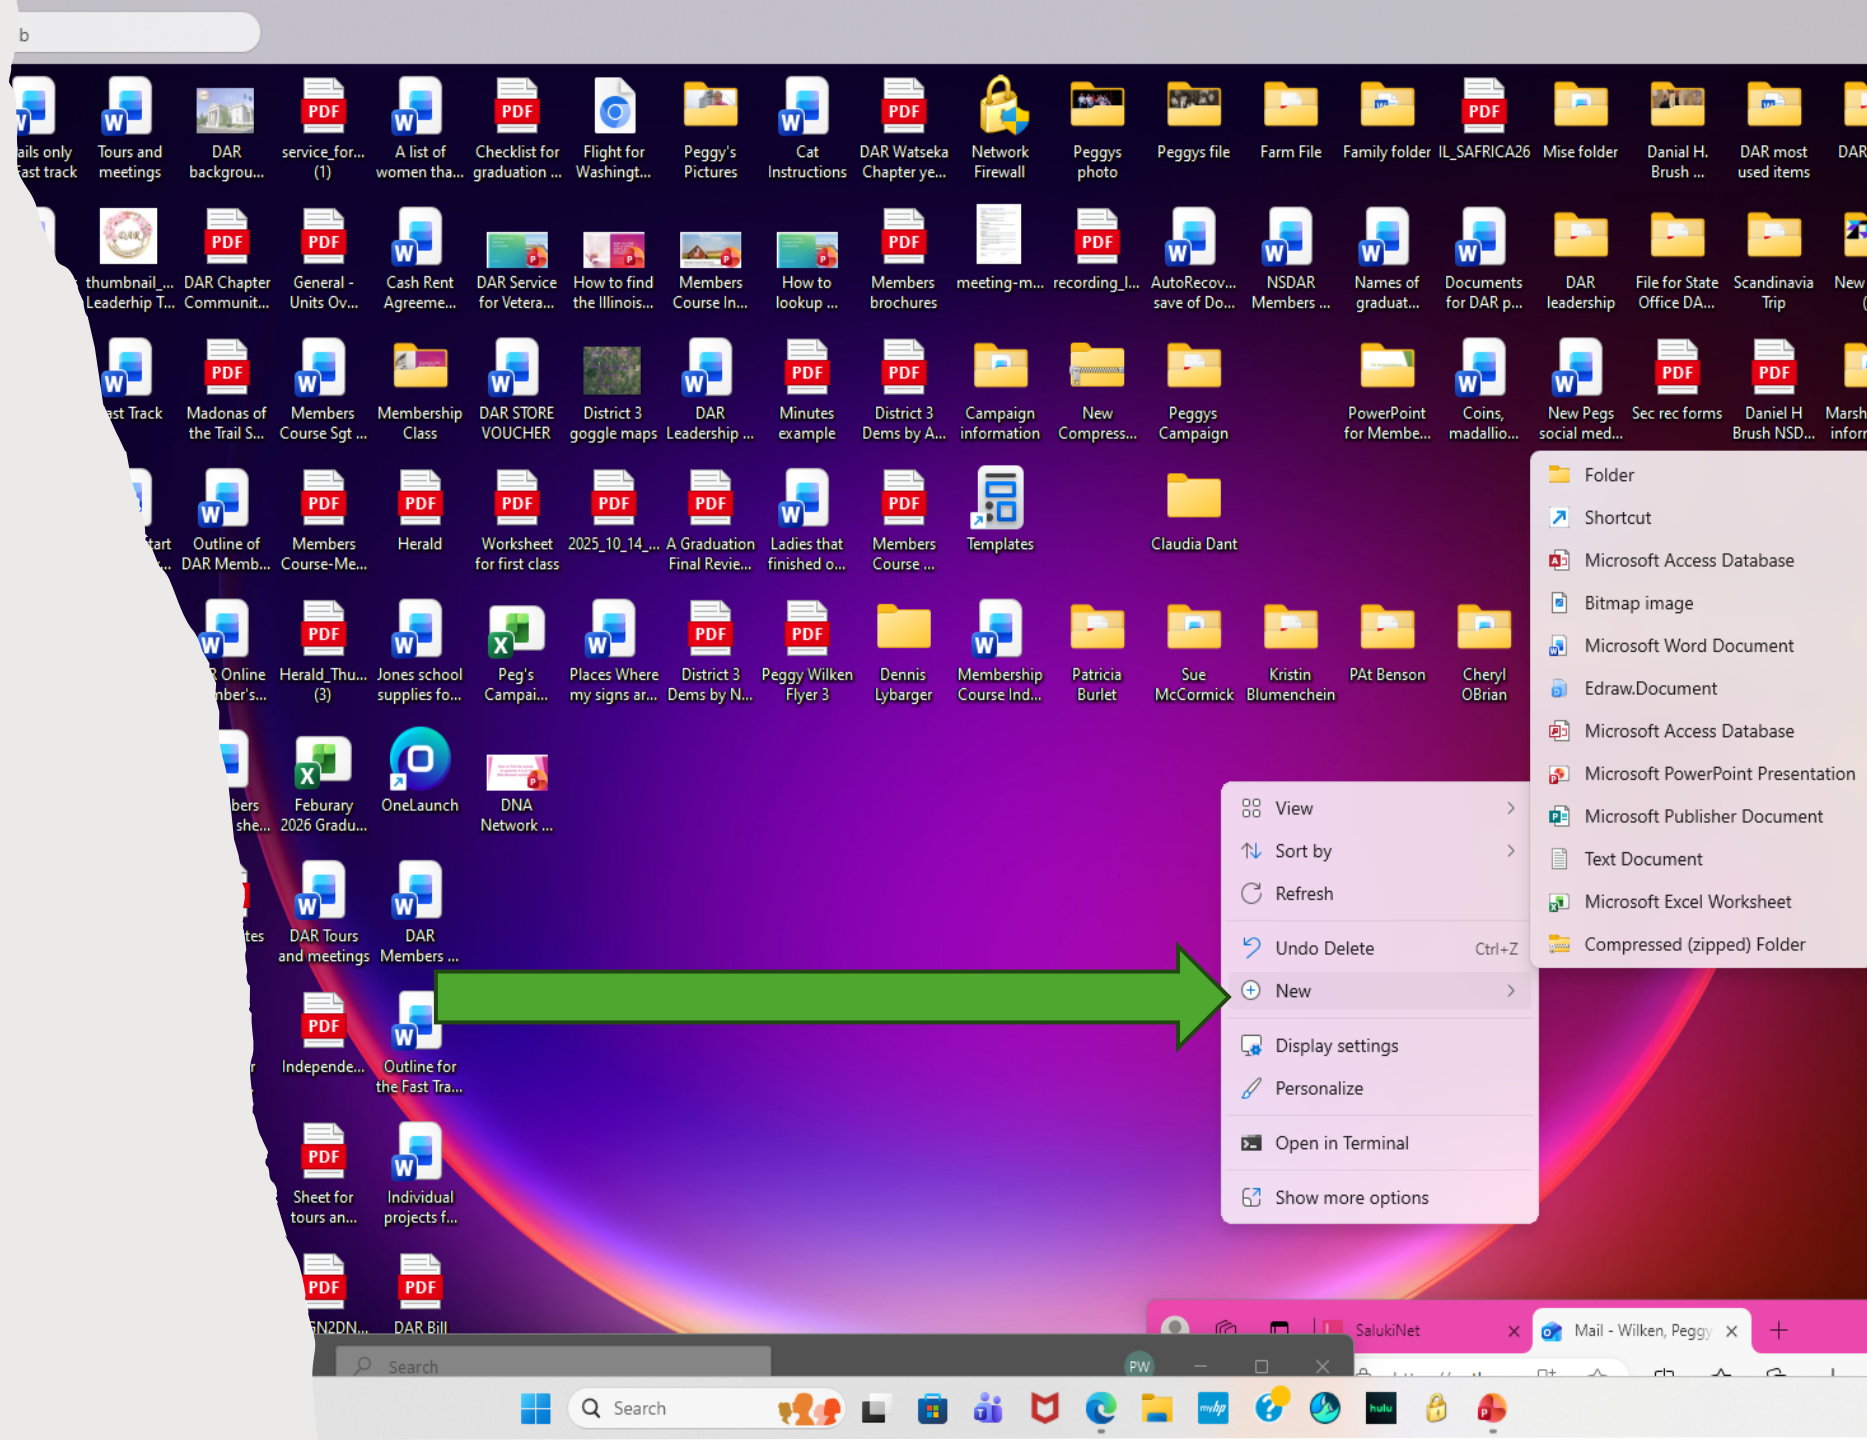 b
ails only
ast track
Tours and
meetings
DAR
backgrou...
service_for...
(1)
A list of
women tha...
Checklist for
graduation ...
Flight for
Washingt...
Peggy's
Pictures
Cat
Instructions
DAR Watseka
Chapter ye...
Network
Firewall
Peggys
photo
Peggys file
Farm File
Family folder
IL_SAFRICA26
Mise folder
Danial H.
Brush ...
DAR most
used items
DAR
thumbnail_...
Leaderhip T...
DAR Chapter
Communit...
General -
Units Ov...
Cash Rent
Agreeme...
DAR Service
for Vetera...
How to find
the Illinois...
Members
Course In...
How to
lookup ...
Members
brochures
meeting-m...
recording_l...
AutoRecov...
save of Do...
NSDAR
Members ...
Names of
graduat...
Documents
for DAR p...
DAR
leadership
File for State
Office DA...
Scandinavia
Trip
New
ast Track
Madonas of
the Trail S...
Members
Course Sgt ...
Membership
Class
DAR STORE
VOUCHER
District 3
goggle maps
DAR
Leadership ...
Minutes
example
District 3
Dems by A...
Campaign
information
New
Compress...
Peggys
Campaign
PowerPoint
for Membe...
Coins,
madallio...
New Pegs
social med...
Sec rec forms
Daniel H
Brush NSD...
Marsh
inforr
tart
...
Outline of
DAR Memb...
Members
Course-Me...
Herald
Worksheet
for first class
2025_10_14_...
A Graduation
Final Revie...
Ladies that
finished o...
Members
Course ...
Templates
Claudia Dant
Online
nber's...
Herald_Thu...
(3)
Jones school
supplies fo...
Peg's
Campai...
Places Where
my signs ar...
District 3
Dems by N...
Peggy Wilken
Flyer 3
Dennis
Lybarger
Membership
Course Ind...
Patricia
Burlet
Sue
McCormick
Kristin
Blumenchein
PAt Benson
Cheryl
OBrian
bers
she...
Feburary
2026 Gradu...
OneLaunch
DNA
Network ...
tes
DAR Tours
and meetings
DAR
Members ...
r
Independe...
Outline for
the Fast Tra...
Sheet for
tours an...
Individual
projects f...
GN2DN...
DAR Bill
Folder
Shortcut
Microsoft Access Database
Bitmap image
Microsoft Word Document
Edraw.Document
Microsoft Access Database
Microsoft PowerPoint Presentation
Microsoft Publisher Document
Text Document
Microsoft Excel Worksheet
Compressed (zipped) Folder
View
Sort by
Refresh
Undo Delete Ctrl+Z
New
Display settings
Personalize
Open in Terminal
Show more options
SalukiNet
Mail - Wilken, Peggy
Search
PW
Search
myhp
hulu